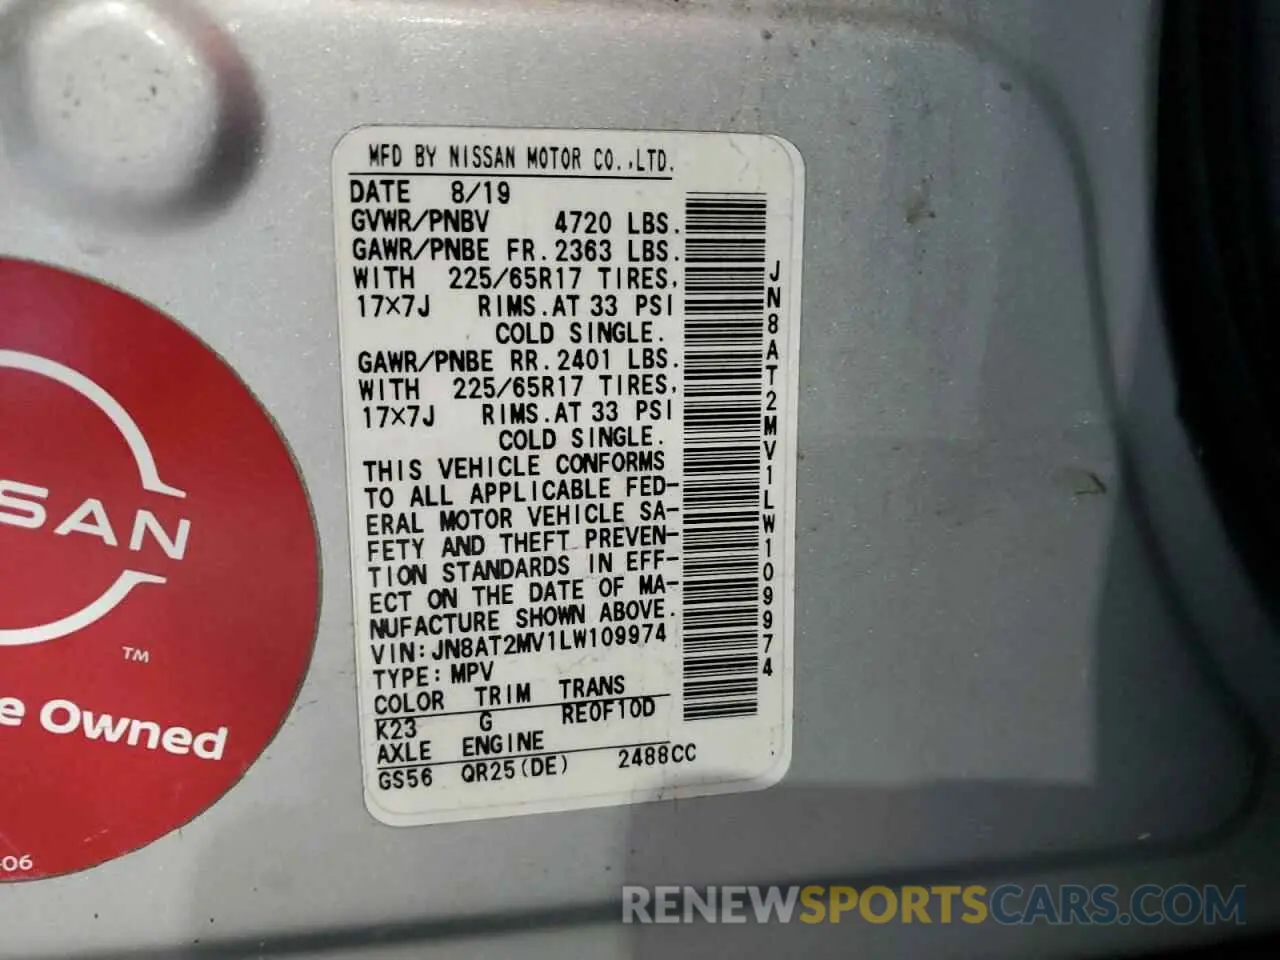 MFD BY NISSAN MOTOR CO.,LTD.
DATE 8/19
GVWR/PNBV 4720 LBS.
GAWR/PNBE FR. 2363 LBS.
WITH 225/65R17 TIRES,
17×7J RIMS. AT 33 PSI
COLD SINGLE.
GAWR/PNBE RR. 2401 LBS.
WITH 225/65R17 TIRES,
17×7J RIMS. AT 33 PSI
COLD SINGLE.
THIS VEHICLE CONFORMS
TO ALL APPLICABLE FED-
ERAL MOTOR VEHICLE SA-
FETY AND THEFT PREVEN-
TION STANDARDS IN EFF-
ECT ON THE DATE OF MA-
NUFACTURE SHOWN ABOVE.
VIN: JN8AT2MV1LW109974
TYPE: MPV
COLOR TRIM TRANS
K23 G RE0F10D
AXLE ENGINE
GS56 QR25(DE) 2488CC
JN8AT2MV1LW109974
SSAN
TM
e Owned
-06
RENEWSPORTSCARS.COM